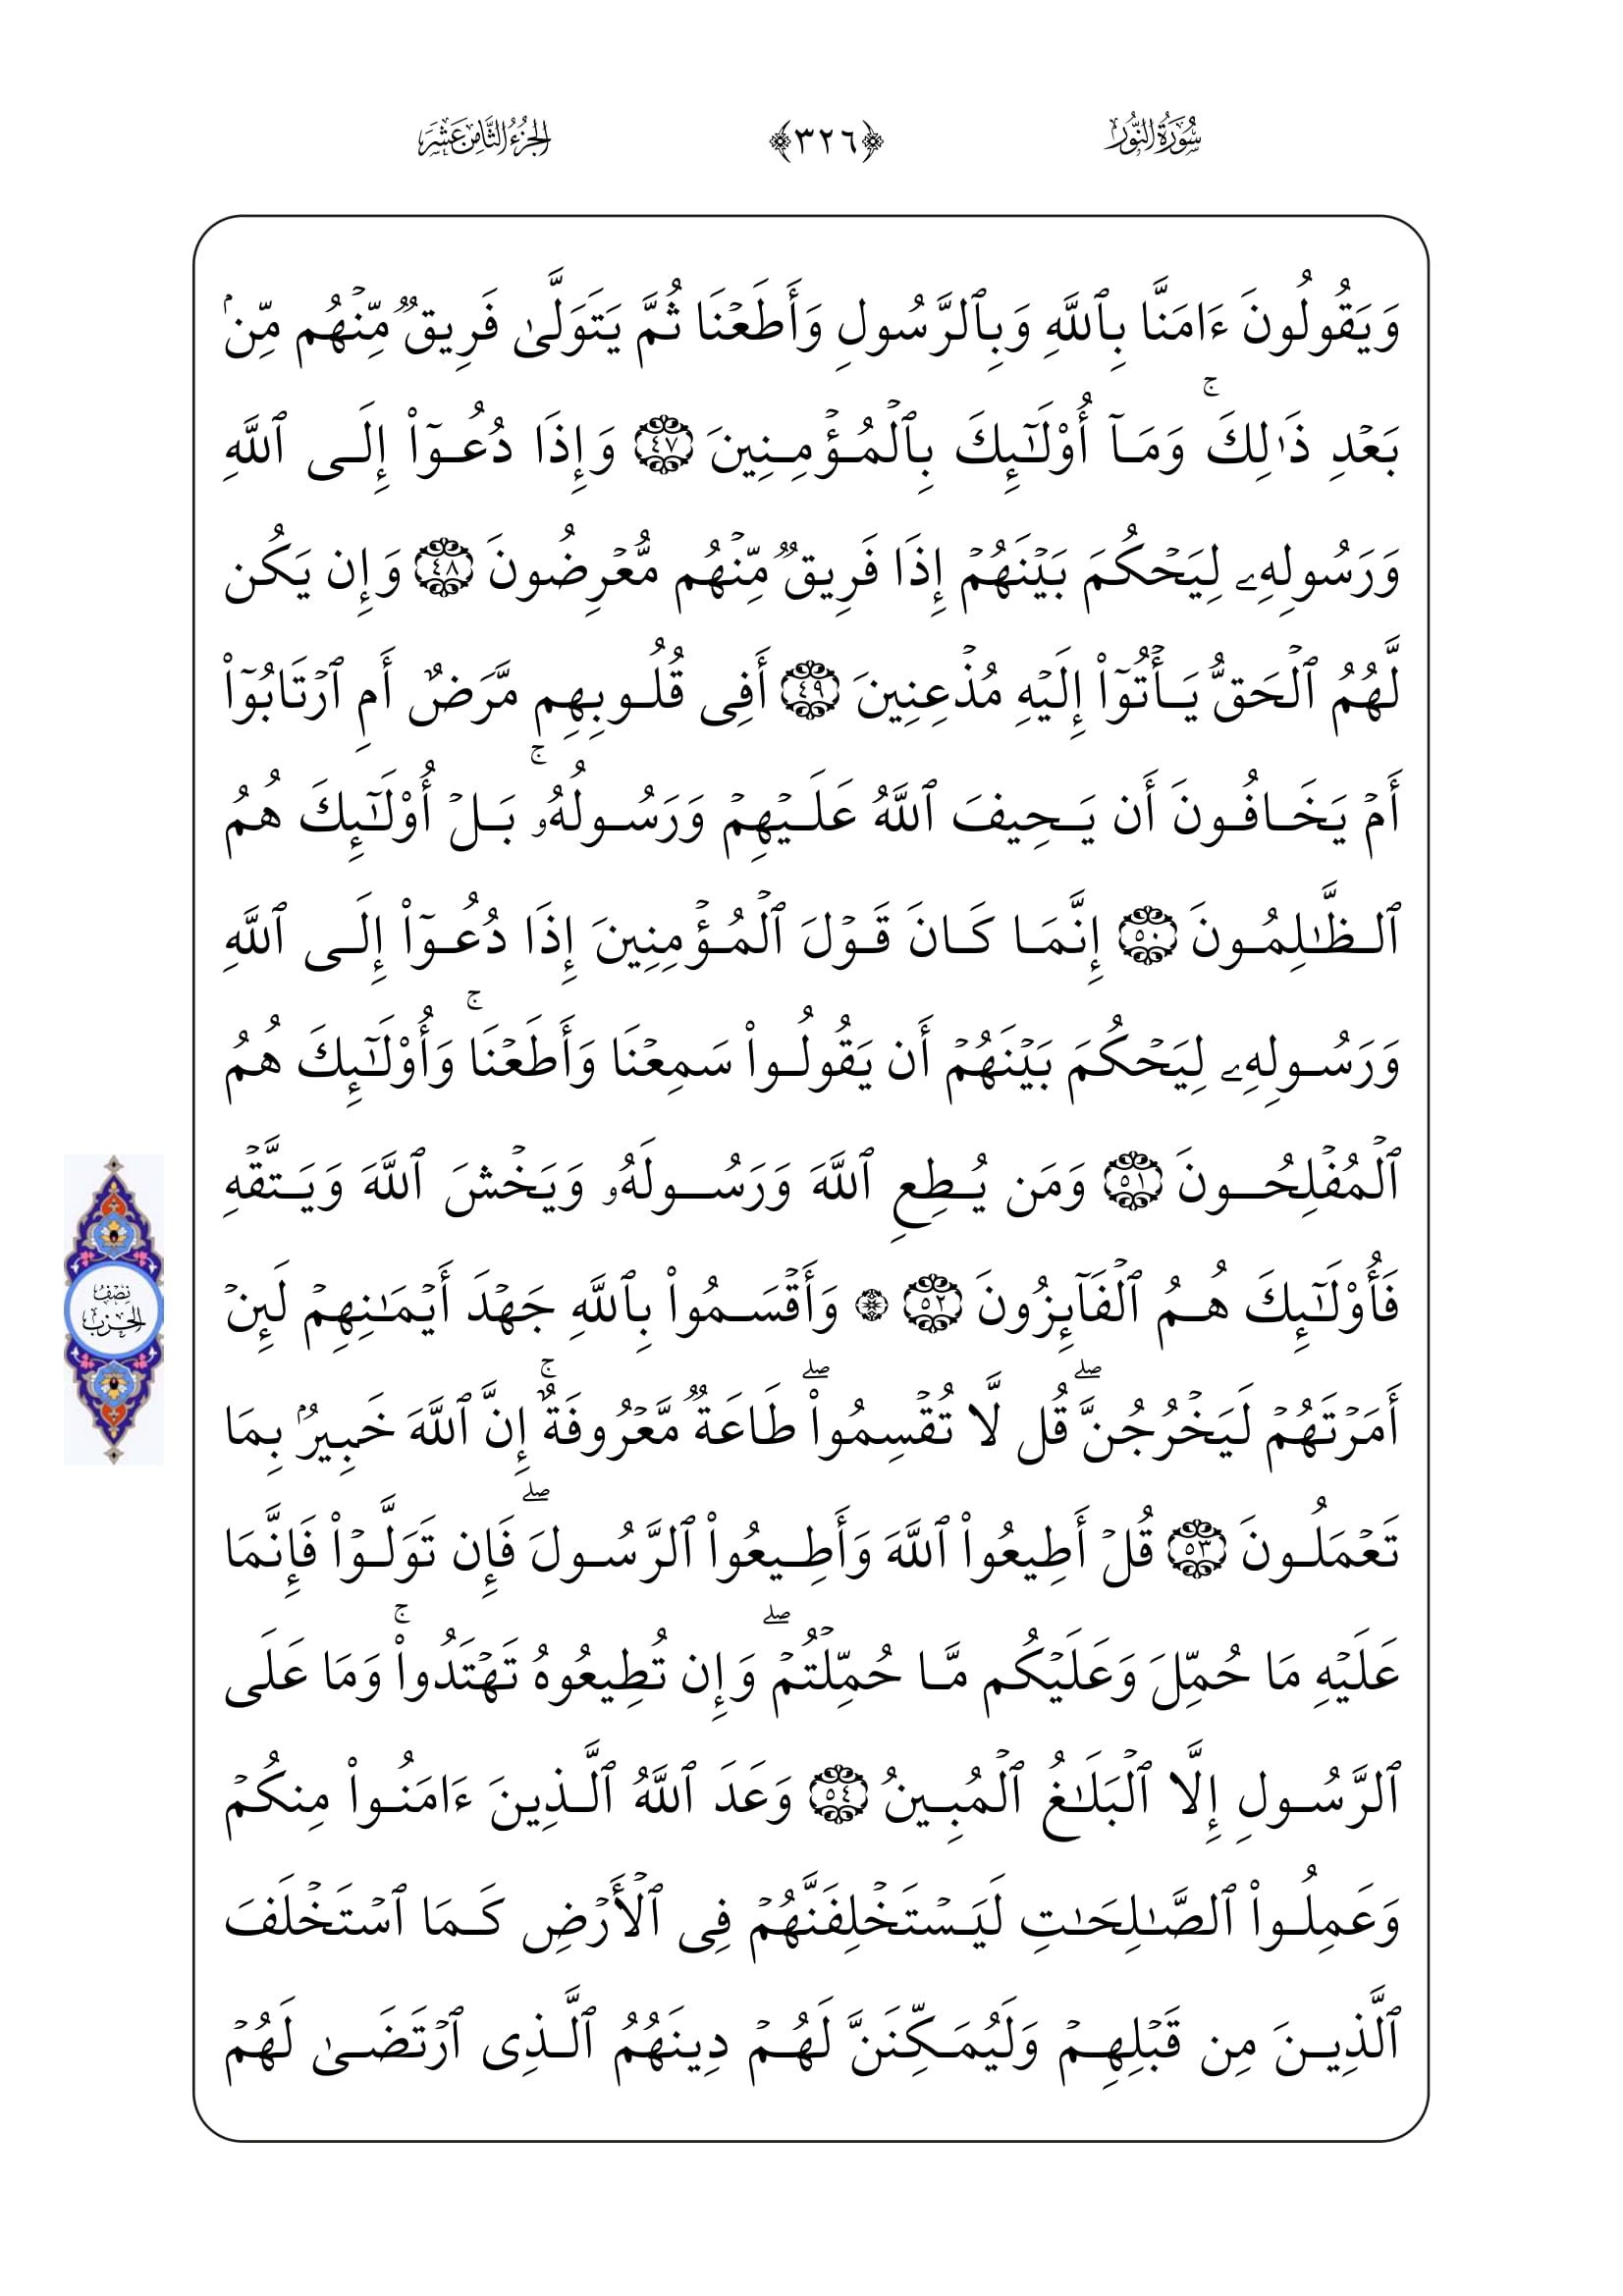 سُورَةُ النُّورِ ﴿٣٢٦﴾ الجُزْءُ الثَّامِنَ عَشَرَ
وَيَقُولُونَ ءَامَنَّا بِٱللَّهِ وَبِٱلرَّسُولِ وَأَطَعۡنَا ثُمَّ يَتَوَلَّىٰ فَرِيقٞ مِّنۡهُم مِّنۢ
بَعۡدِ ذَٰلِكَۚ وَمَآ أُوْلَٰٓئِكَ بِٱلۡمُؤۡمِنِينَ ٤٧ وَإِذَا دُعُوٓاْ إِلَى ٱللَّهِ
وَرَسُولِهِۦ لِيَحۡكُمَ بَيۡنَهُمۡ إِذَا فَرِيقٞ مِّنۡهُم مُّعۡرِضُونَ ٤٨ وَإِن يَكُن
لَّهُمُ ٱلۡحَقُّ يَأۡتُوٓاْ إِلَيۡهِ مُذۡعِنِينَ ٤٩ أَفِي قُلُوبِهِم مَّرَضٌ أَمِ ٱرۡتَابُوٓاْ
أَمۡ يَخَافُونَ أَن يَحِيفَ ٱللَّهُ عَلَيۡهِمۡ وَرَسُولُهُۥۚ بَلۡ أُوْلَٰٓئِكَ هُمُ
ٱلظَّٰلِمُونَ ٥٠ إِنَّمَا كَانَ قَوۡلَ ٱلۡمُؤۡمِنِينَ إِذَا دُعُوٓاْ إِلَى ٱللَّهِ
وَرَسُولِهِۦ لِيَحۡكُمَ بَيۡنَهُمۡ أَن يَقُولُواْ سَمِعۡنَا وَأَطَعۡنَاۚ وَأُوْلَٰٓئِكَ هُمُ
ٱلۡمُفۡلِحُونَ ٥١ وَمَن يُطِعِ ٱللَّهَ وَرَسُولَهُۥ وَيَخۡشَ ٱللَّهَ وَيَتَّقۡهِ
فَأُوْلَٰٓئِكَ هُمُ ٱلۡفَآئِزُونَ ٥٢ ۞ وَأَقۡسَمُواْ بِٱللَّهِ جَهۡدَ أَيۡمَٰنِهِمۡ لَئِنۡ
نِصْفُ
الحِزْب
أَمَرۡتَهُمۡ لَيَخۡرُجُنَّۖ قُل لَّا تُقۡسِمُواْۖ طَاعَةٞ مَّعۡرُوفَةٌۚ إِنَّ ٱللَّهَ خَبِيرُۢ بِمَا
تَعۡمَلُونَ ٥٣ قُلۡ أَطِيعُواْ ٱللَّهَ وَأَطِيعُواْ ٱلرَّسُولَۖ فَإِن تَوَلَّوۡاْ فَإِنَّمَا
عَلَيۡهِ مَا حُمِّلَ وَعَلَيۡكُم مَّا حُمِّلۡتُمۡۖ وَإِن تُطِيعُوهُ تَهۡتَدُواْۚ وَمَا عَلَى
ٱلرَّسُولِ إِلَّا ٱلۡبَلَٰغُ ٱلۡمُبِينُ ٥٤ وَعَدَ ٱللَّهُ ٱلَّذِينَ ءَامَنُواْ مِنكُمۡ
وَعَمِلُواْ ٱلصَّٰلِحَٰتِ لَيَسۡتَخۡلِفَنَّهُمۡ فِي ٱلۡأَرۡضِ كَمَا ٱسۡتَخۡلَفَ
ٱلَّذِينَ مِن قَبۡلِهِمۡ وَلَيُمَكِّنَنَّ لَهُمۡ دِينَهُمُ ٱلَّذِي ٱرۡتَضَىٰ لَهُمۡ